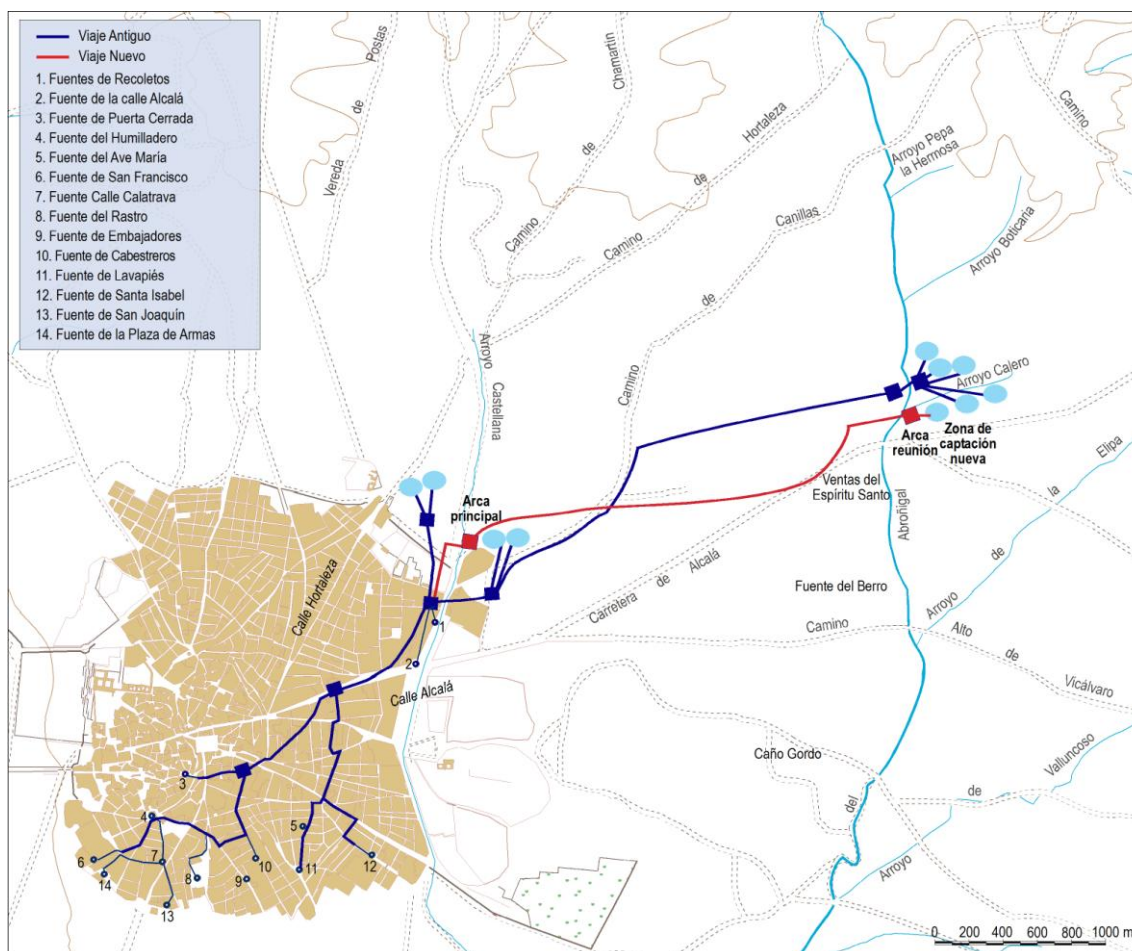 Viaje Antiguo
Viaje Nuevo
1. Fuentes de Recoletos
2. Fuente de la calle Alcalá
3. Fuente de Puerta Cerrada
4. Fuente del Humilladero
5. Fuente del Ave María
6. Fuente de San Francisco
7. Fuente Calle Calatrava
8. Fuente del Rastro
9. Fuente de Embajadores
10. Fuente de Cabestreros
11. Fuente de Lavapiés
12. Fuente de Santa Isabel
13. Fuente de San Joaquín
14. Fuente de la Plaza de Armas
Vereda de Postas
Camino de Chamartín
Camino de Hortaleza
Camino de Canillas
Camino
Arroyo Pepa
la Hermosa
Arroyo Boticaria
Arroyo Castellana
Arroyo Calero
Arca
reunión
Zona de
captación
nueva
Arca
principal
Ventas del
Espíritu Santo
Arroyo de la Elipa
Calle Hortaleza
Carretera de Alcalá
Fuente del Berro
Camino Alto de Vicálvaro
Calle Alcalá
Caño Gordo
Arroyo del Abroñigal
Arroyo de Valluncoso
1
2
3
4
5
6
7
8
9
10
11
12
13
14
0 200 400 600 800 1000 m